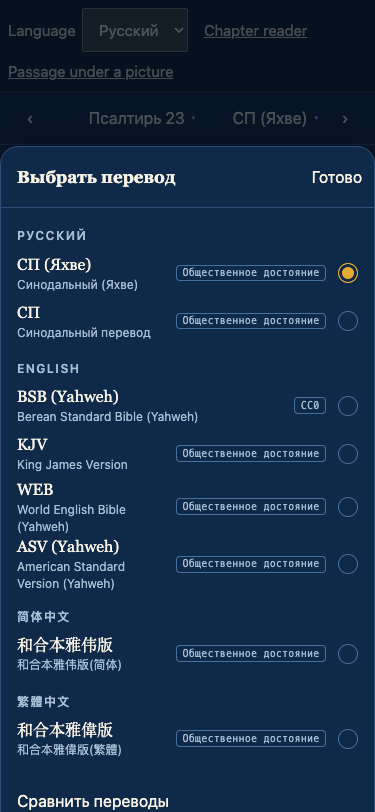 Language Русский Chapter reader
Passage under a picture
‹ Псалтирь 23 • СП (Яхве) • ›
Выбрать перевод Готово
РУССКИЙ
СП (Яхве) Общественное достояние
Синодальный (Яхве)
СП Общественное достояние
Синодальный перевод
ENGLISH
BSB (Yahweh) CC0
Berean Standard Bible (Yahweh)
KJV Общественное достояние
King James Version
WEB Общественное достояние
World English Bible
(Yahweh)
ASV (Yahweh) Общественное достояние
American Standard
Version (Yahweh)
简体中文
和合本雅伟版 Общественное достояние
和合本雅伟版(简体)
繁體中文
和合本雅偉版 Общественное достояние
和合本雅偉版(繁體)
Сравнить переводы